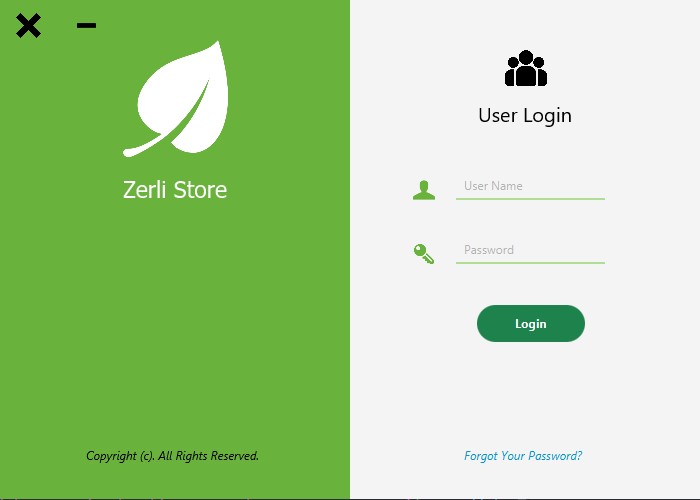 Zerli Store
Copyright (c). All Rights Reserved.
User Login
User Name
Password
Login
Forgot Your Password?